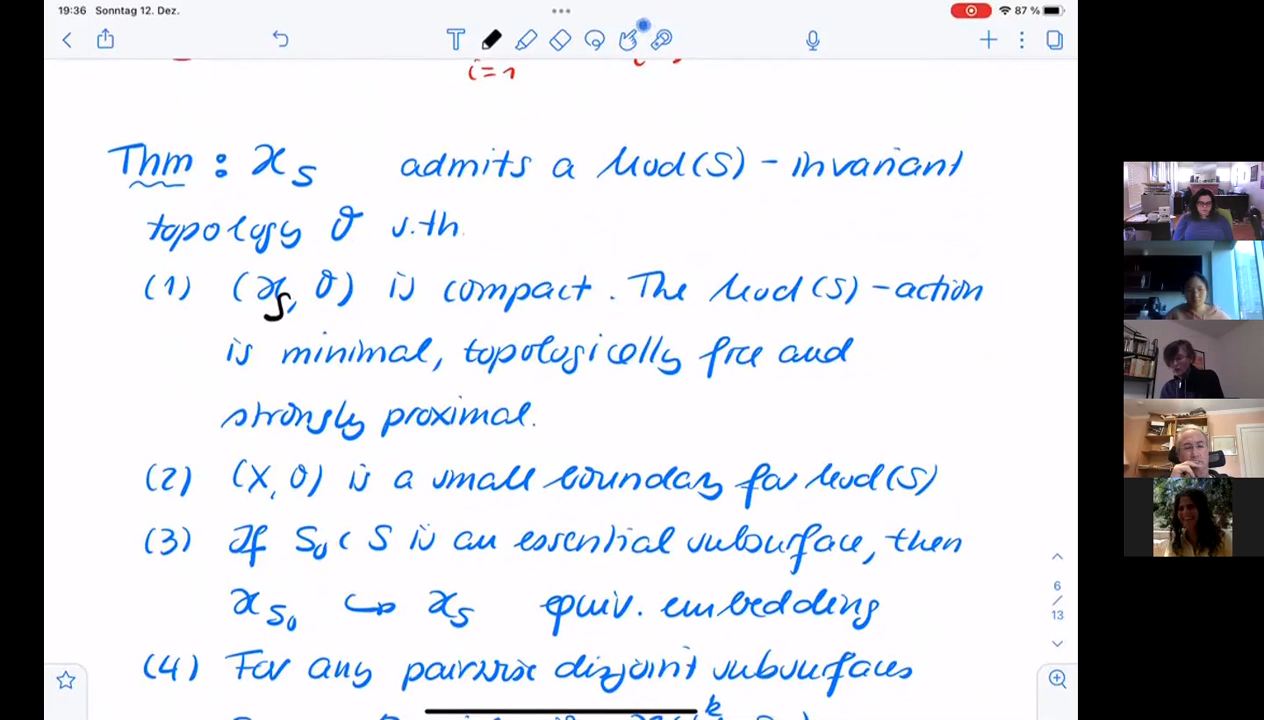 19:36 Sonntag 12. Dez.
87 %
i=1
Thm : 𝒳_S admits a Mod(S)-invariant
topology 𝒪 s.th.
(1) (𝒳_S, 𝒪) is compact. The Mod(S)-action
is minimal, topologically free and
strongly proximal.
(2) (X, 𝒪) is a small boundary for Mod(S)
(3) If S₀ ⊂ S is an essential subsurface, then
𝒳_{S₀} ↪ 𝒳_S equiv. embedding
(4) For any pairwise disjoint subsurfaces
k
6
/
13